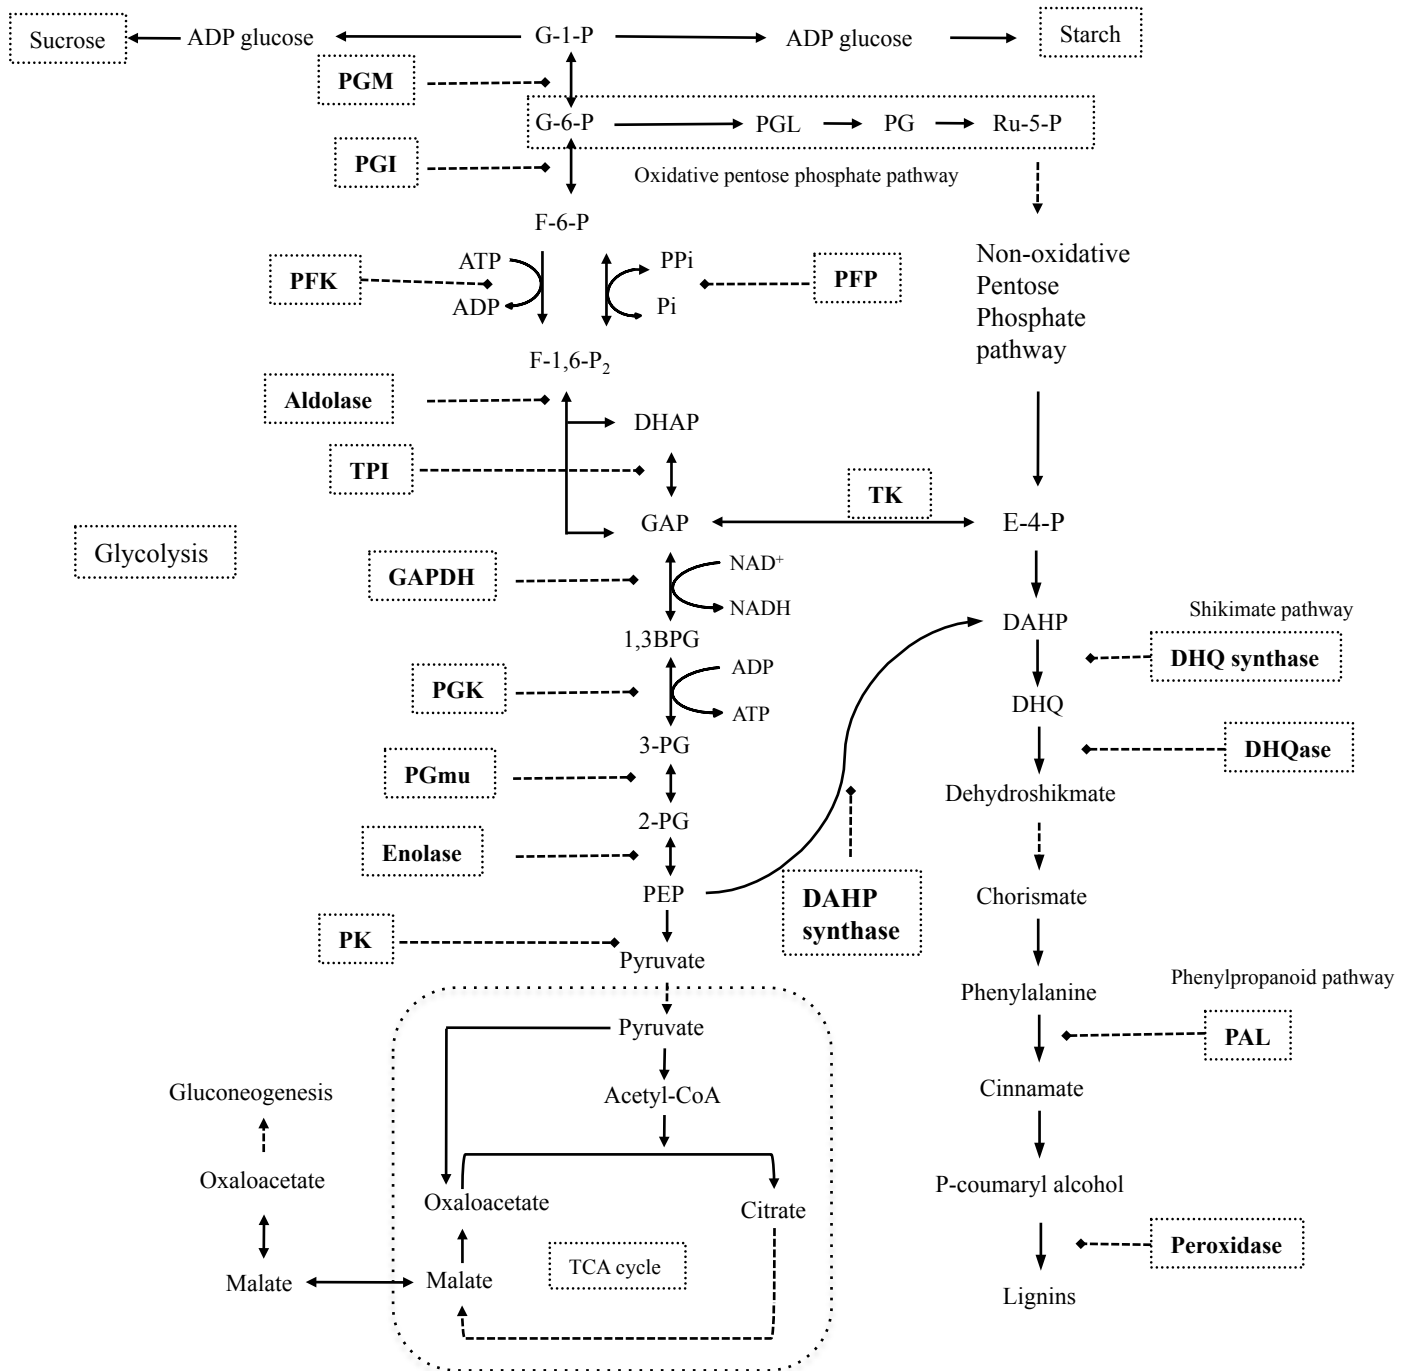 Sucrose
ADP glucose
G-1-P
ADP glucose
Starch
PGM
G-6-P
PGL
PG
Ru-5-P
PGI
Oxidative pentose phosphate pathway
F-6-P
Non-oxidative
Pentose
Phosphate
pathway
PFK
ATP
ADP
PPi
Pi
PFP
F-1,6-P₂
Aldolase
DHAP
TPI
TK
GAP
E-4-P
Glycolysis
GAPDH
NAD⁺
NADH
DAHP
Shikimate pathway
1,3BPG
DHQ synthase
PGK
ADP
ATP
DHQ
3-PG
DHQase
PGmu
Dehydroshikmate
2-PG
Enolase
PEP
DAHP
synthase
Chorismate
PK
Pyruvate
Phenylalanine
Phenylpropanoid pathway
Pyruvate
PAL
Gluconeogenesis
Acetyl-CoA
Cinnamate
Oxaloacetate
Oxaloacetate
Citrate
P-coumaryl alcohol
Peroxidase
Malate
Malate
TCA cycle
Lignins